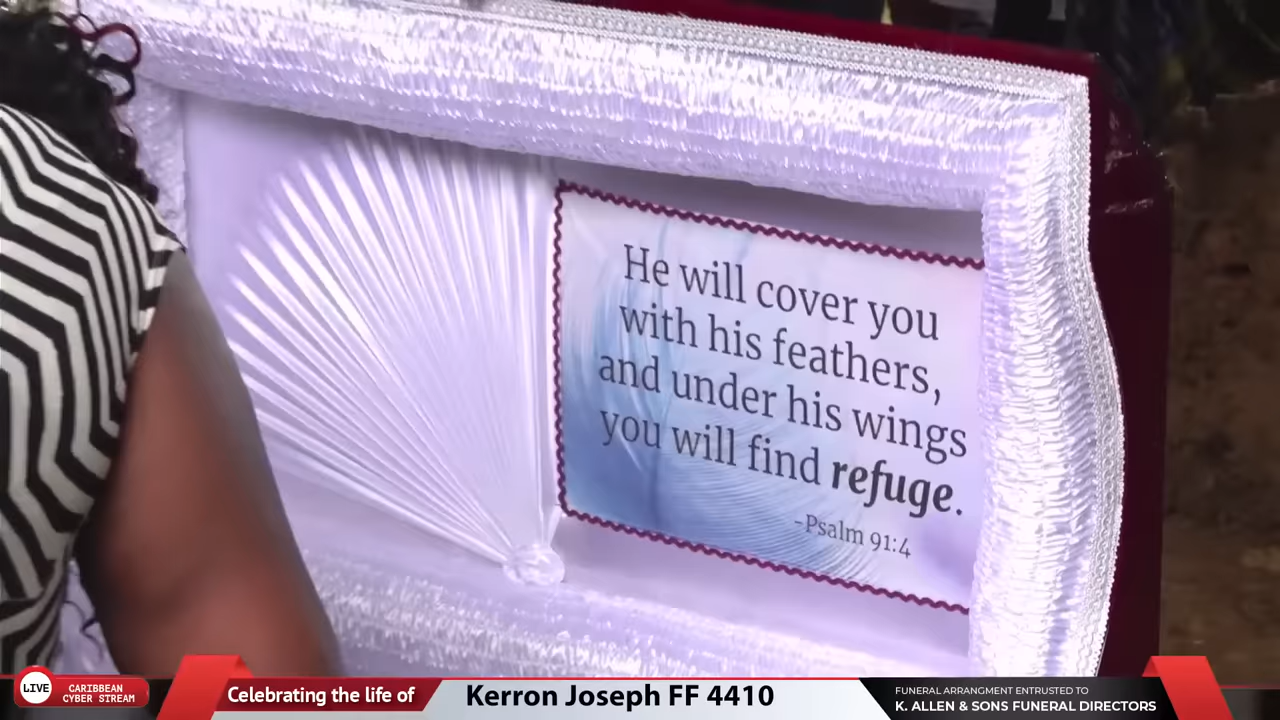 He will cover you
with his feathers,
and under his wings
you will find refuge.
-Psalm 91:4
LIVE
CARIBBEAN
CYBER STREAM
Celebrating the life of
Kerron Joseph FF 4410
FUNERAL ARRANGMENT ENTRUSTED TO
K. ALLEN & SONS FUNERAL DIRECTORS